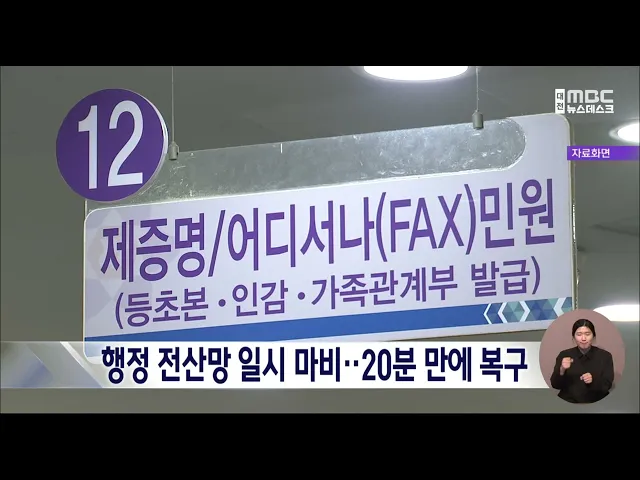 대전 MBC
뉴스데스크
자료화면
12
제증명/어디서나(FAX)민원
(등초본·인감·가족관계부 발급)
행정 전산망 일시 마비··20분 만에 복구